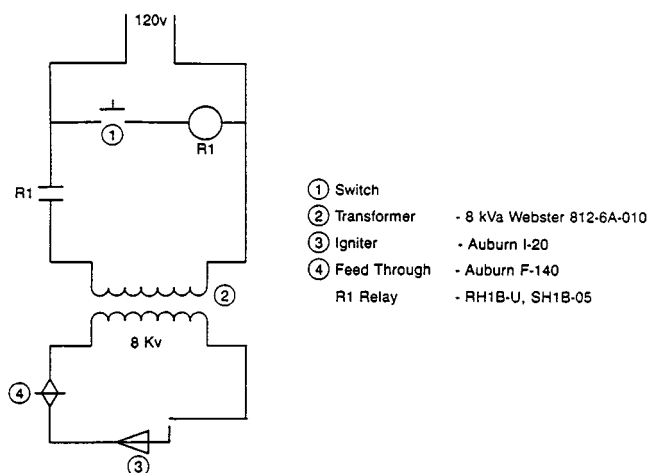 120v
① R1
R1
① Switch
② Transformer - 8 kVa Webster 812-6A-010
③ Igniter - Auburn I-20
④ Feed Through - Auburn F-140
R1 Relay - RH1B-U, SH1B-05
②
8 Kv
④
③